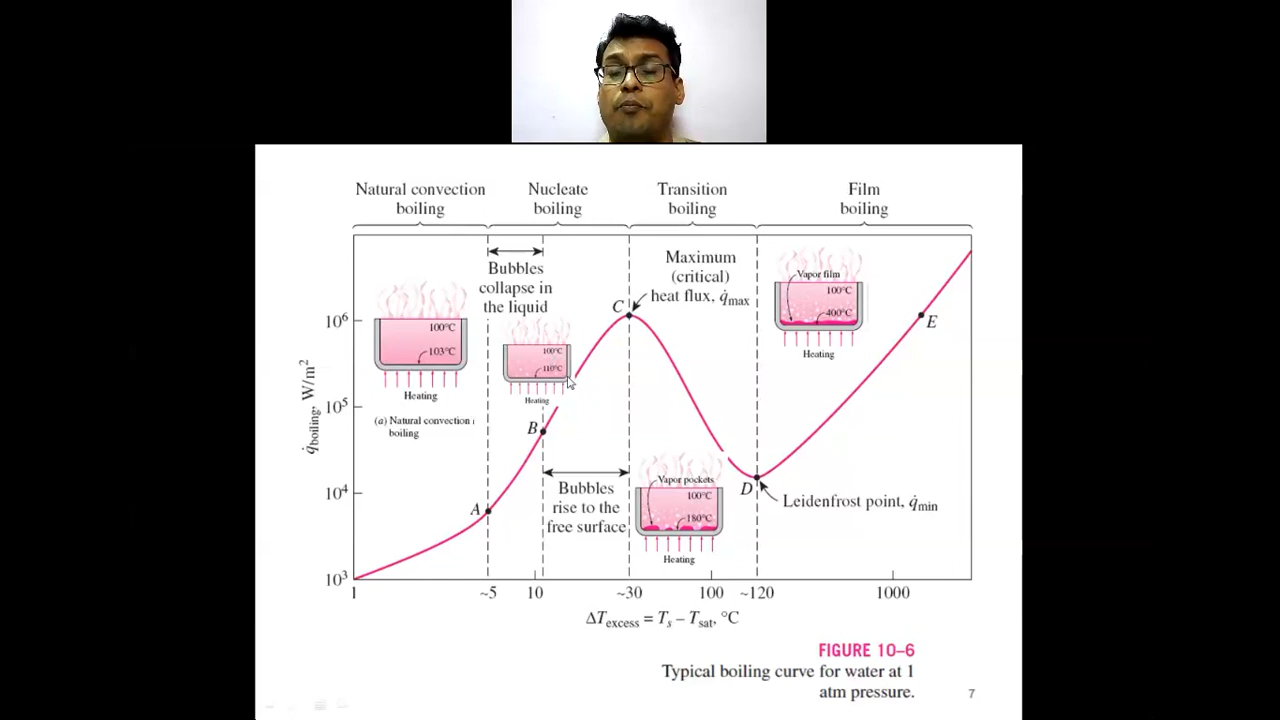 Natural convection
boiling
Nucleate
boiling
Transition
boiling
Film
boiling
Bubbles
collapse in
the liquid
Maximum
(critical)
heat flux, q̇max
C
Vapor film
100°C
400°C
Heating
E
100°C
103°C
Heating
(a) Natural convection
boiling
100°C
110°C
Heating
B
A
Bubbles
rise to the
free surface
Vapor pockets
100°C
180°C
Heating
D
Leidenfrost point, q̇min
q̇boiling, W/m²
10⁶
10⁵
10⁴
10³
1
~5
10
~30
100
~120
1000
ΔTexcess = Ts – Tsat, °C
FIGURE 10–6
Typical boiling curve for water at 1
atm pressure.
7